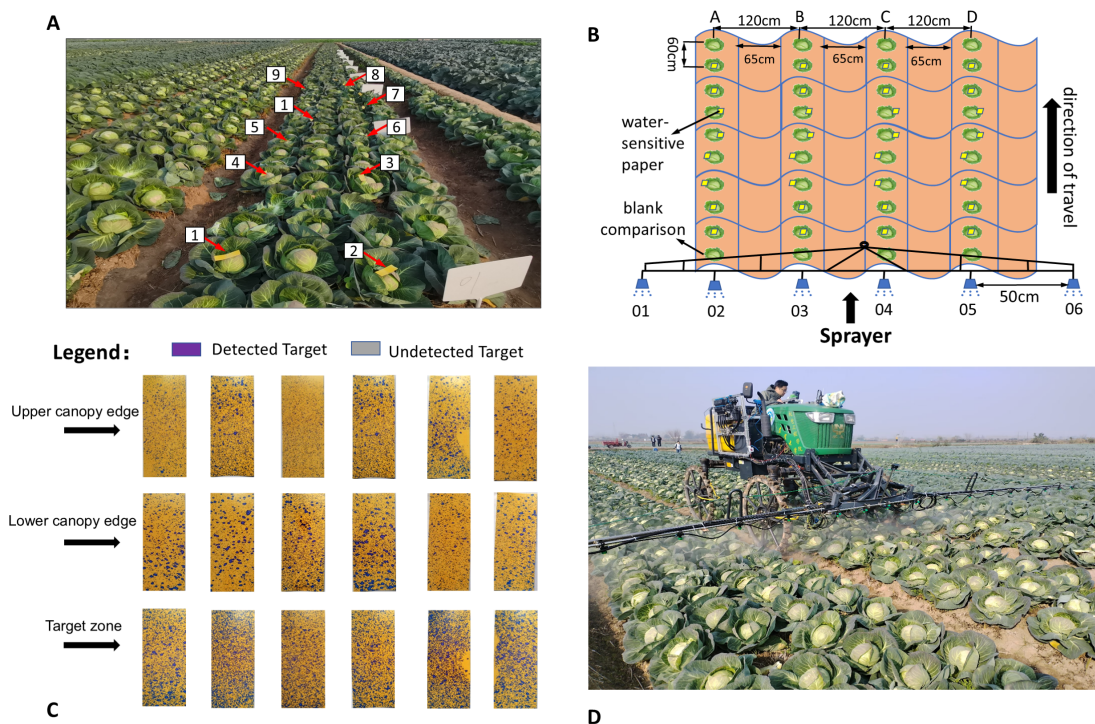 A
9
8
1
7
5
6
4
3
1
2
B
A
B
C
D
120cm
120cm
120cm
60cm
65cm
65cm
65cm
water-
sensitive
paper
blank
comparison
direction of travel
50cm
01
02
03
04
05
06
Sprayer
Legend：
Detected Target
Undetected Target
Upper canopy edge
Lower canopy edge
Target zone
C
D